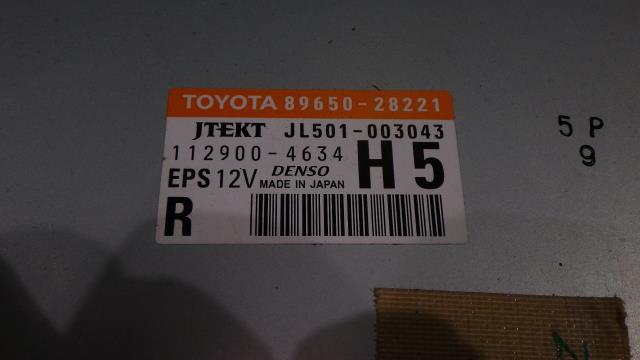 TOYOTA 89650-28221
JTEKT JL501-003043
112900-4634 H5
EPS 12V DENSO MADE IN JAPAN
R
5 P
9